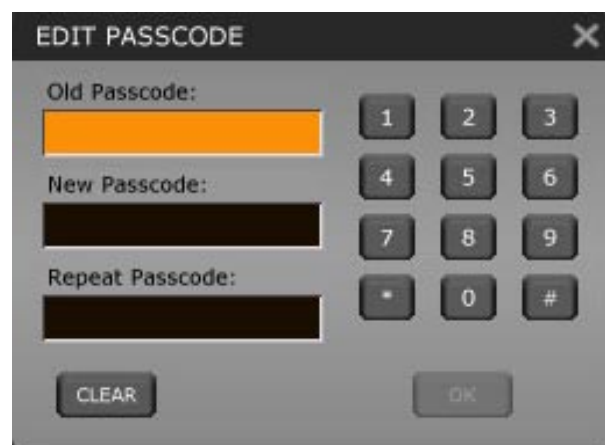 EDIT PASSCODE
Old Passcode:
1 2 3
4 5 6
New Passcode:
7 8 9
Repeat Passcode:
* 0 #
CLEAR OK